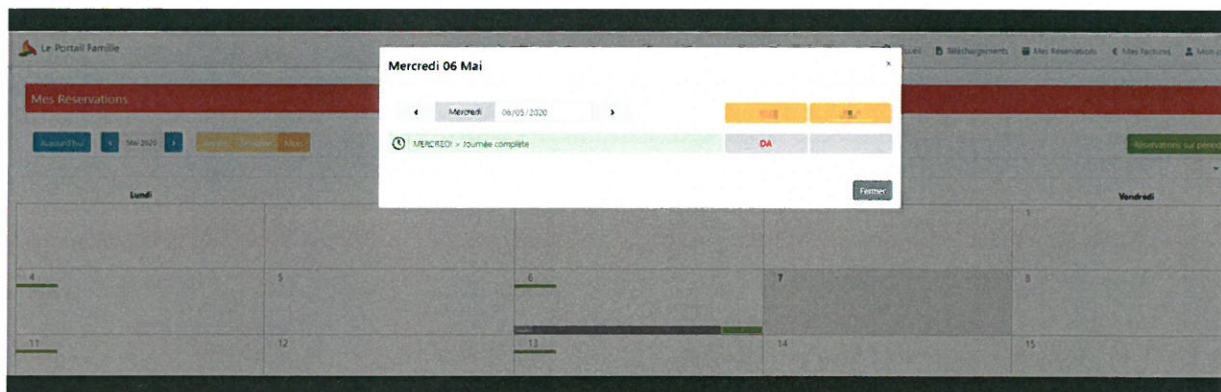 Le Portail Famille
Téléchargements
Mes Réservations
Mes Factures
Mes Réservations
Aujourd'hui
Mai 2020
Mois
Mercredi 06 Mai
×
Mercredi
06/05/2020
MERCREDI > Journée complète
DA
Fermer
Lundi
Vendredi
1
4
5
6
7
8
11
12
13
14
15